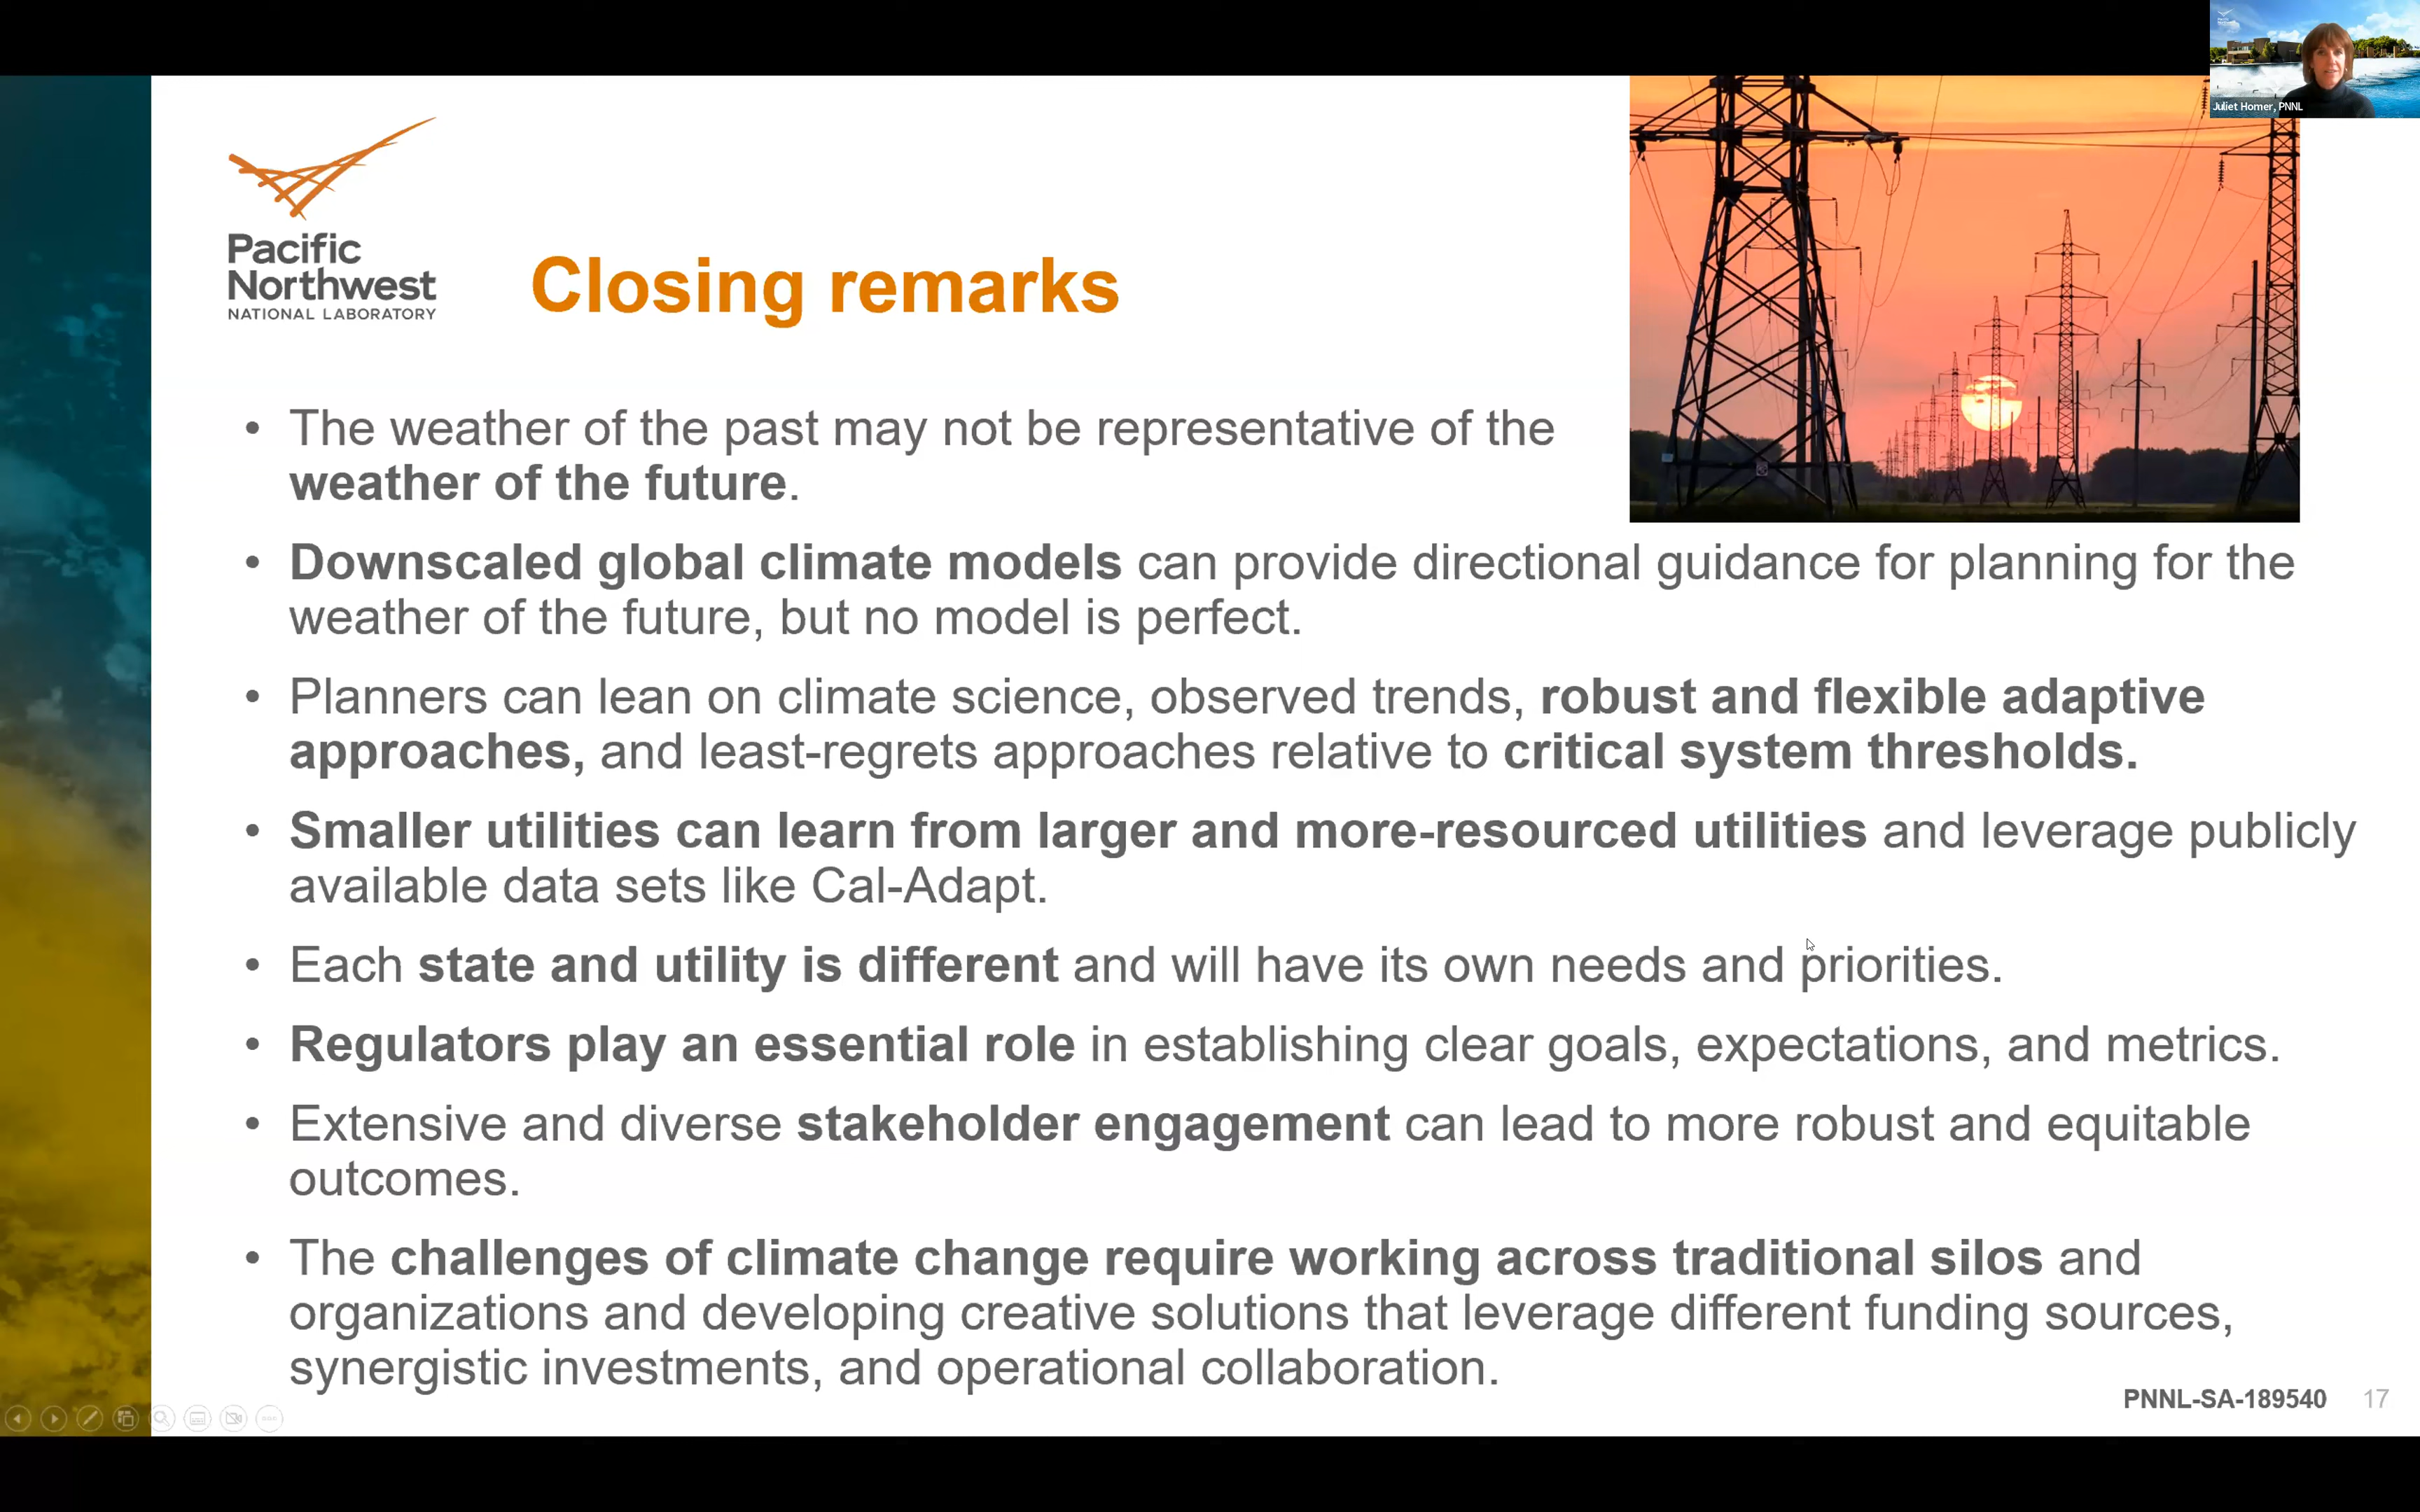 Juliet Homer, PNNL
Pacific
Northwest
NATIONAL LABORATORY
Closing remarks
• The weather of the past may not be representative of the
weather of the future.
• Downscaled global climate models can provide directional guidance for planning for the
weather of the future, but no model is perfect.
• Planners can lean on climate science, observed trends, robust and flexible adaptive
approaches, and least-regrets approaches relative to critical system thresholds.
• Smaller utilities can learn from larger and more-resourced utilities and leverage publicly
available data sets like Cal-Adapt.
• Each state and utility is different and will have its own needs and priorities.
• Regulators play an essential role in establishing clear goals, expectations, and metrics.
• Extensive and diverse stakeholder engagement can lead to more robust and equitable
outcomes.
• The challenges of climate change require working across traditional silos and
organizations and developing creative solutions that leverage different funding sources,
synergistic investments, and operational collaboration.
PNNL-SA-189540 17